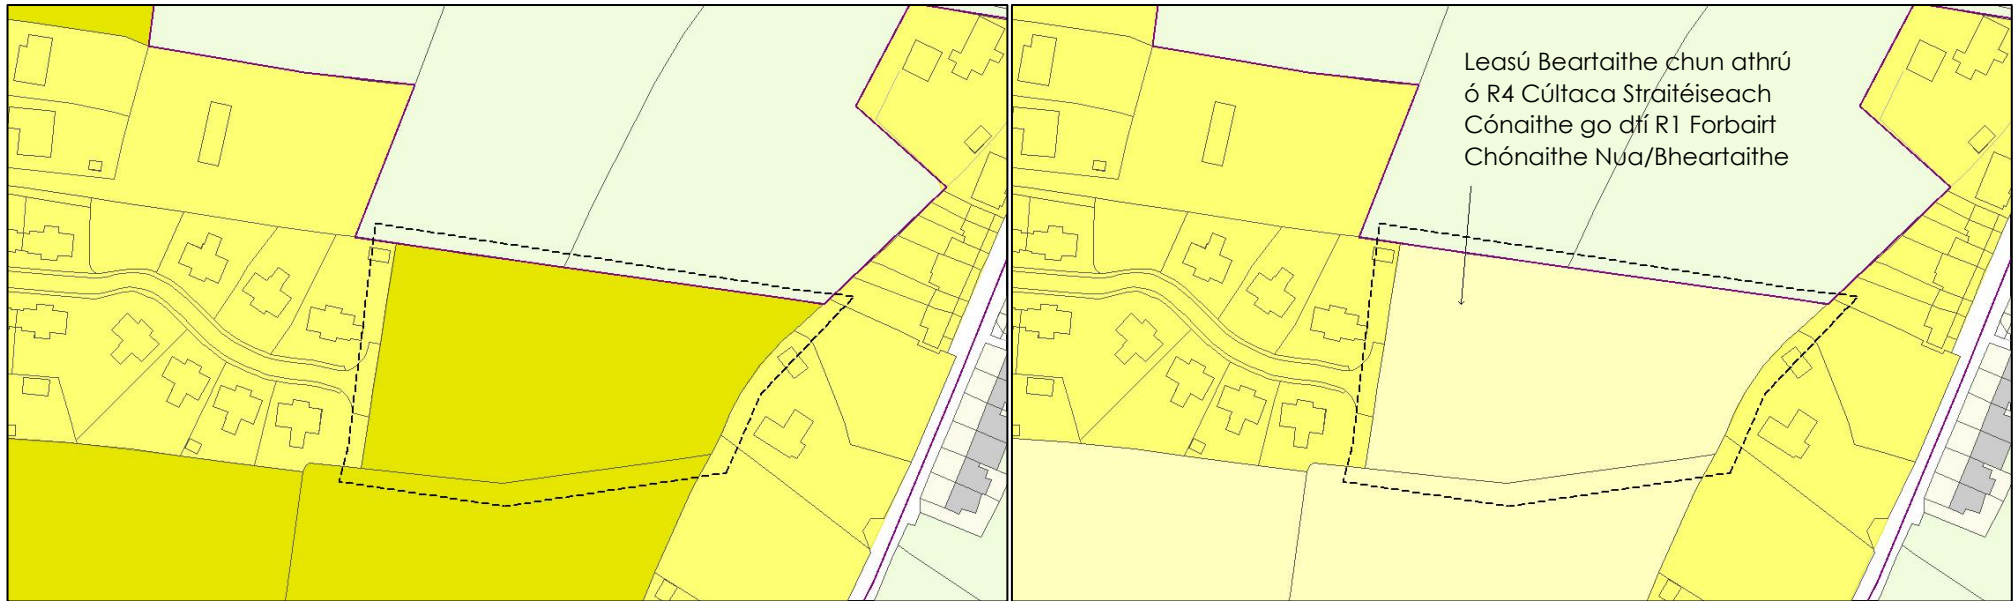 Leasú Beartaithe chun athrú
ó R4 Cúltaca Straitéiseach
Cónaithe go dtí R1 Forbairt
Chónaithe Nua/Bheartaithe